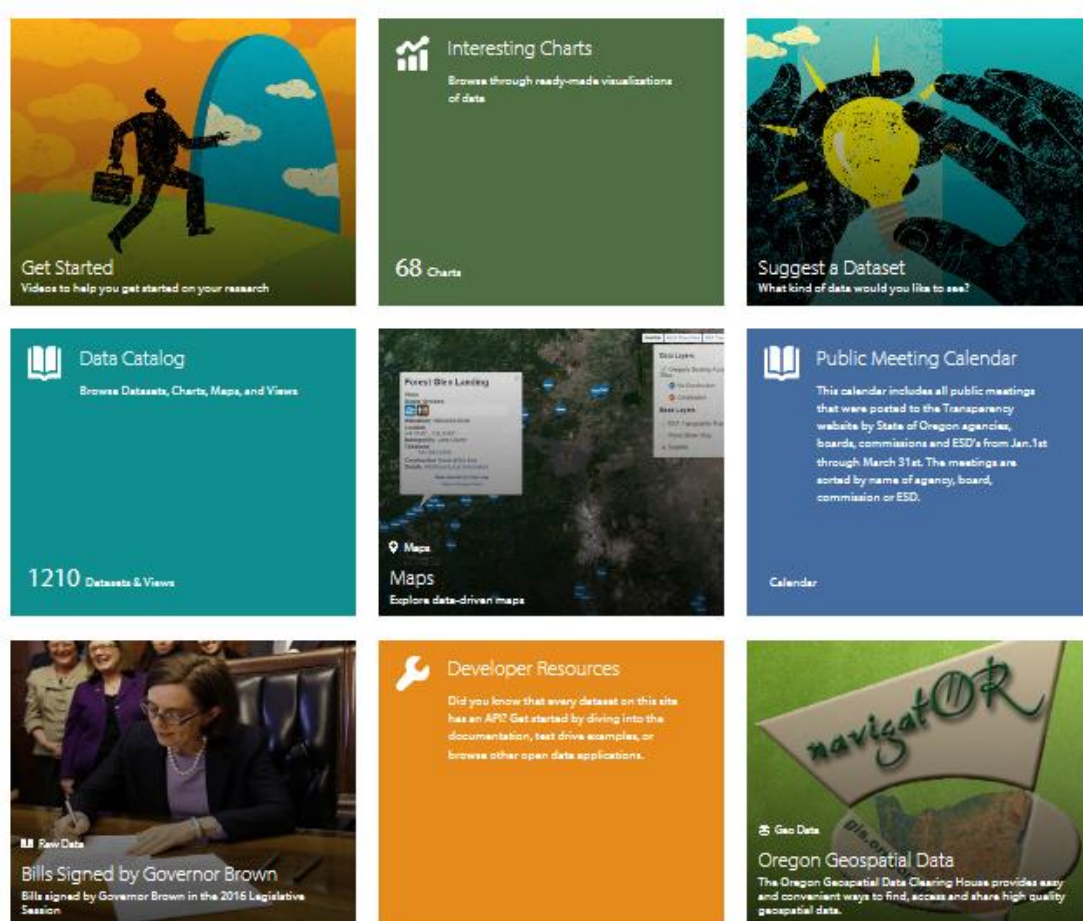 Get Started
Videos to help you get started on your research
Interesting Charts
Browse through ready-made visualizations
of data
68 Charts
Suggest a Dataset
What kind of data would you like to see?
Data Catalog
Browse Datasets, Charts, Maps, and Views
1210 Datasets & Views
Forest Glen Landing
Data Layers
Base Layers
Maps
Maps
Explore data-driven maps
Public Meeting Calendar
This calendar includes all public meetings
that were posted to the Transparency
website by State of Oregon agencies,
boards, commissions and ESD's from Jan.1st
through March 31st. The meetings are
sorted by name of agency, board,
commission or ESD.
Calendar
Raw Data
Bills Signed by Governor Brown
Bills signed by Governor Brown in the 2016 Legislative
Session
Developer Resources
Did you know that every dataset on this site
has an API? Get started by diving into the
documentation, test drive examples, or
browse other open data applications.
navigatOR
Geo Data
Oregon Geospatial Data
The Oregon Geospatial Data Clearing House provides easy
and convenient ways to find, access and share high quality
geospatial data.